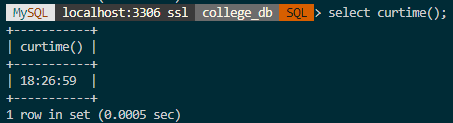 MySQL localhost:3306 ssl college_db SQL > select curtime();
+-----------+
| curtime() |
+-----------+
| 18:26:59  |
+-----------+
1 row in set (0.0005 sec)